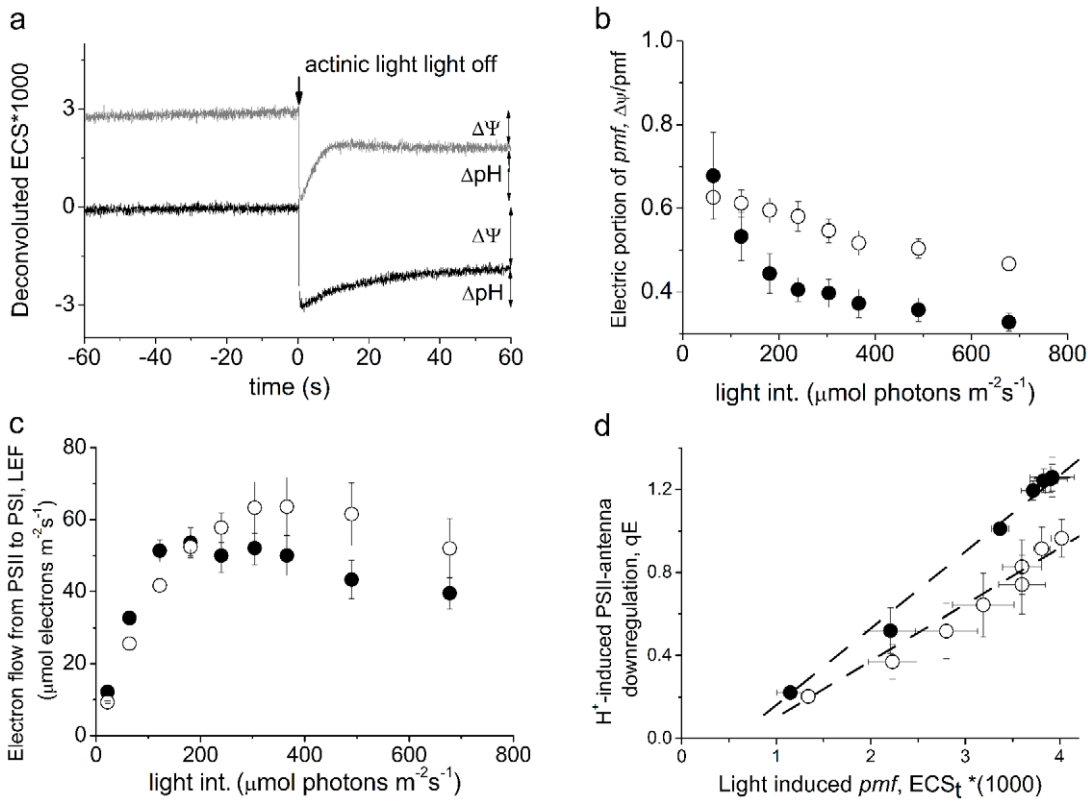 a
actinic light light off
Deconvoluted ECS*1000
3
0
-3
ΔΨ
ΔpH
ΔΨ
ΔpH
-60 -40 -20 0 20 40 60
time (s)
b
Electric portion of pmf, Δψ/pmf
1.0
0.8
0.6
0.4
0 200 400 600 800
light int. (μmol photons m-2s-1)
c
Electron flow from PSII to PSI, LEF
(μmol electrons m-2s-1)
80
60
40
20
0
0 200 400 600 800
light int. (μmol photons m-2s-1)
d
H+-induced PSII-antenna
downregulation, qE
1.2
0.8
0.4
0.0
0 1 2 3 4
Light induced pmf, ECSt *(1000)